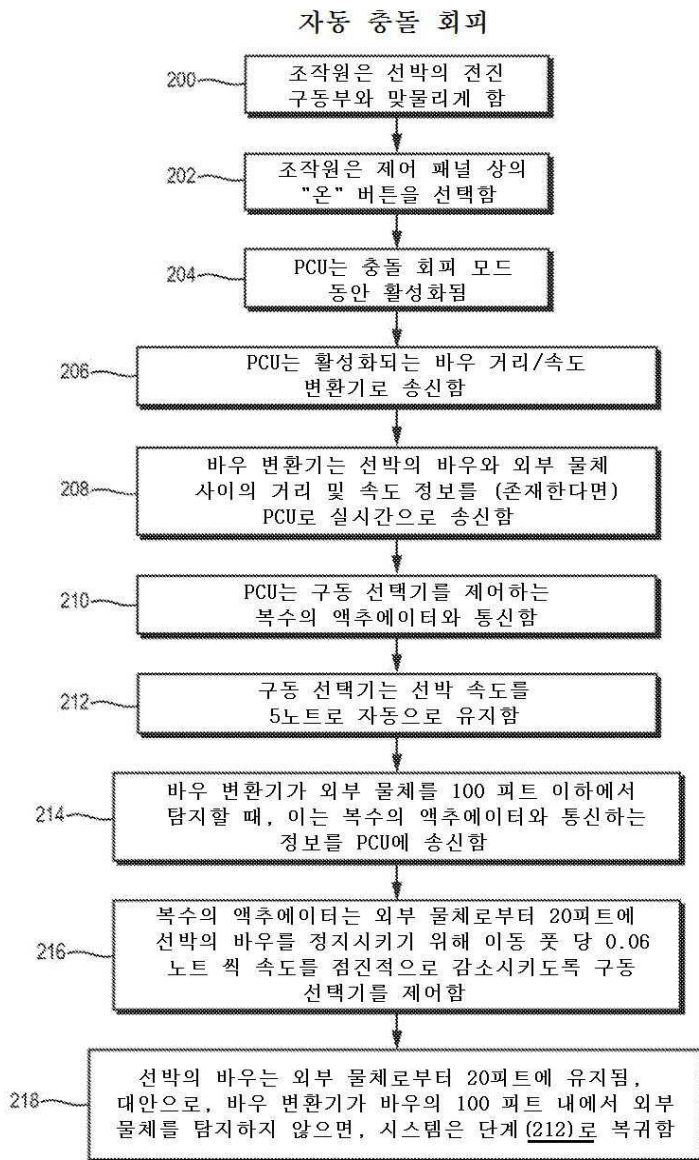 자동 충돌 회피
200
조작원은 선박의 전진
구동부와 맞물리게 함
202
조작원은 제어 패널 상의
"온" 버튼을 선택함
204
PCU는 충돌 회피 모드
동안 활성화됨
206
PCU는 활성화되는 바우 거리/속도
변환기로 송신함
208
바우 변환기는 선박의 바우와 외부 물체
사이의 거리 및 속도 정보를 (존재한다면)
PCU로 실시간으로 송신함
210
PCU는 구동 선택기를 제어하는
복수의 액추에이터와 통신함
212
구동 선택기는 선박 속도를
5노트로 자동으로 유지함
214
바우 변환기가 외부 물체를 100 피트 이하에서
탐지할 때, 이는 복수의 액추에이터와 통신하는
정보를 PCU에 송신함
216
복수의 액추에이터는 외부 물체로부터 20피트에
선박의 바우를 정지시키기 위해 이동 풋 당 0.06
노트 씩 속도를 점진적으로 감소시키도록 구동
선택기를 제어함
218
선박의 바우는 외부 물체로부터 20피트에 유지됨,
대안으로, 바우 변환기가 바우의 100 피트 내에서 외부
물체를 탐지하지 않으면, 시스템은 단계(212)로 복귀함